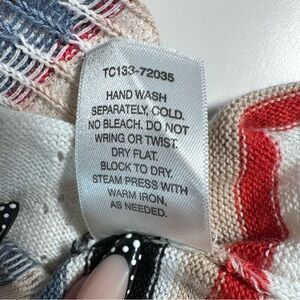 TC133-72035
HAND WASH
SEPARATELY, COLD.
NO BLEACH. DO NOT
WRING OR TWIST.
DRY FLAT.
BLOCK TO DRY.
STEAM PRESS WITH
WARM IRON,
AS NEEDED.